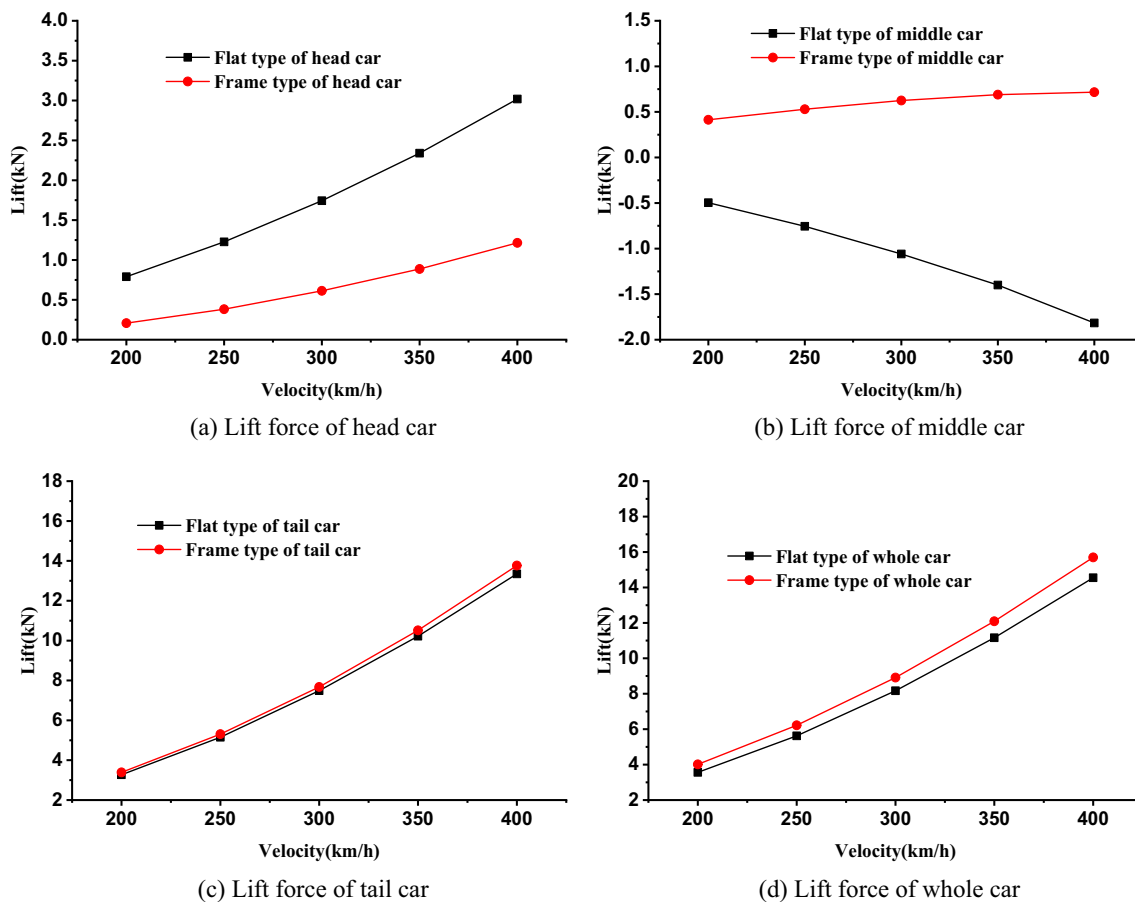 4.0
3.5
3.0
2.5
2.0
1.5
1.0
0.5
0.0
Lift(kN)
Flat type of head car
Frame type of head car
200 250 300 350 400
Velocity(km/h)
(a) Lift force of head car
1.5
1.0
0.5
0.0
-0.5
-1.0
-1.5
-2.0
Lift(kN)
Flat type of middle car
Frame type of middle car
200 250 300 350 400
Velocity(km/h)
(b) Lift force of middle car
18
16
14
12
10
8
6
4
2
Lift(kN)
Flat type of tail car
Frame type of tail car
200 250 300 350 400
Velocity(km/h)
(c) Lift force of tail car
20
18
16
14
12
10
8
6
4
2
Lift(kN)
Flat type of whole car
Frame type of whole car
200 250 300 350 400
Velocity(km/h)
(d) Lift force of whole car